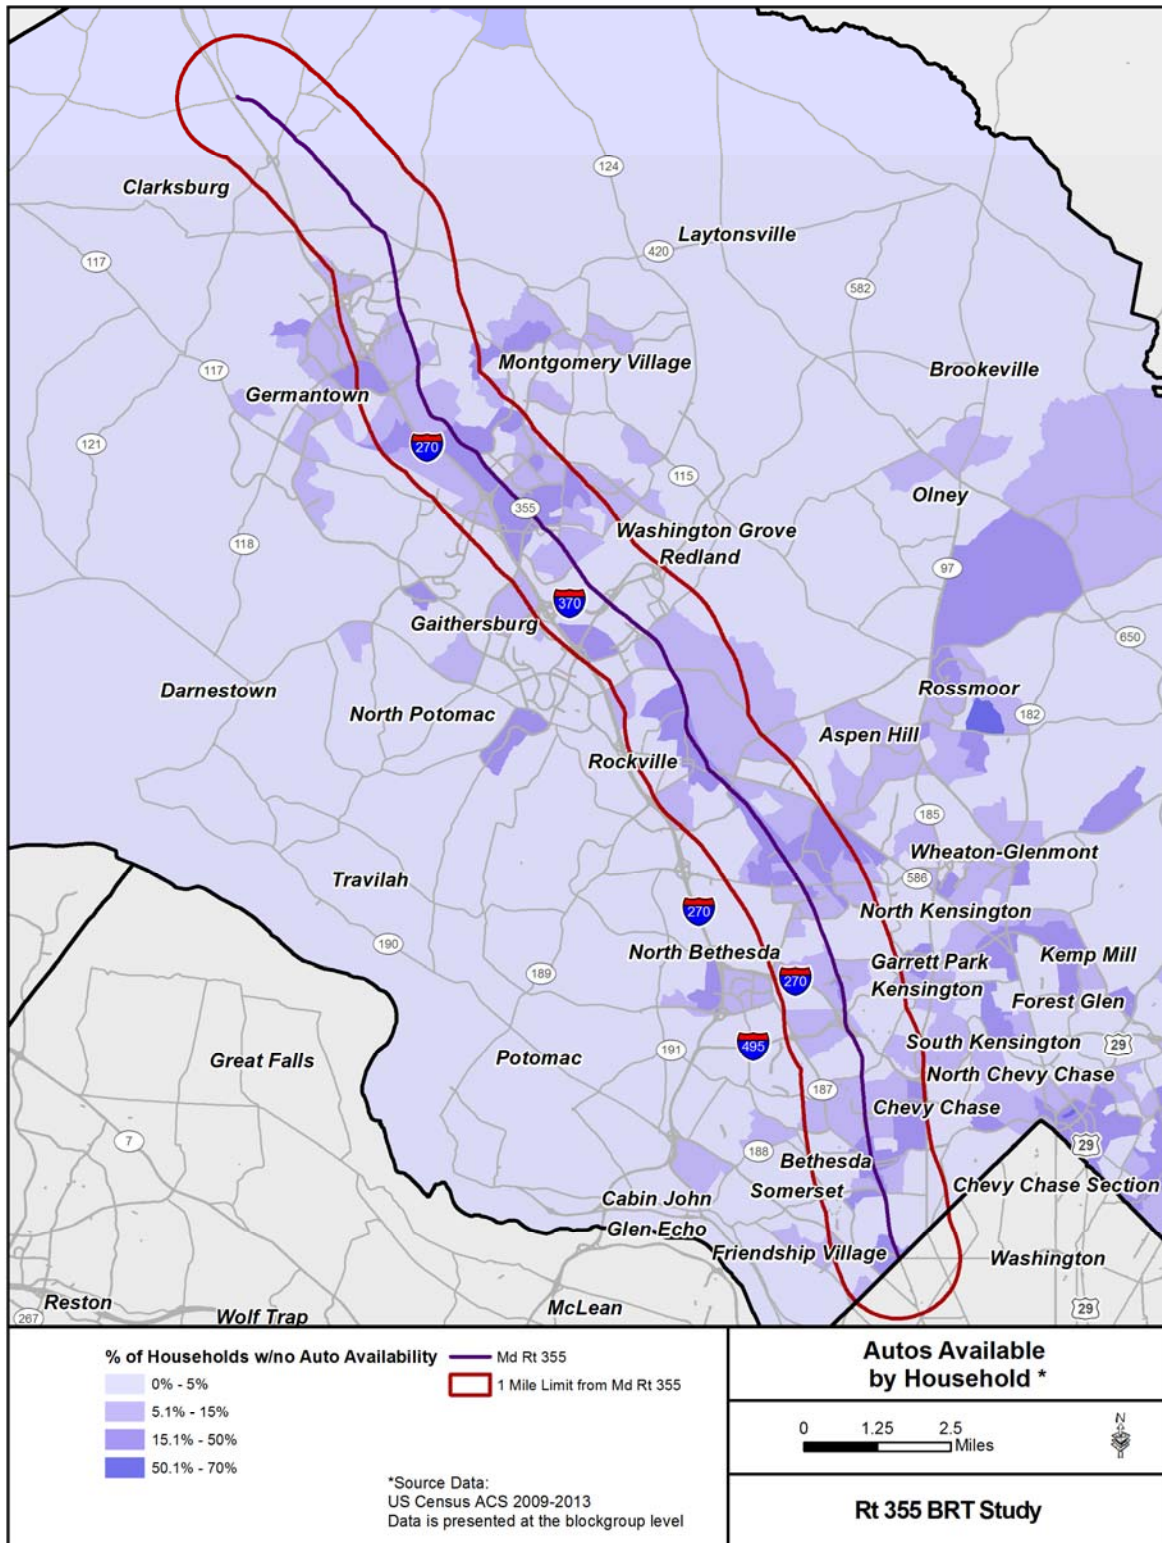 124
Clarksburg
Laytonsville
420
117
582
Montgomery Village
117
Brookeville
Germantown
121
270
115
Olney
355
Washington Grove
118
Redland
97
370
Gaithersburg
650
Darnestown
Rossmoor
North Potomac
182
Aspen Hill
Rockville
185
Wheaton-Glenmont
Travilah
586
270
North Kensington
190
North Bethesda
Kemp Mill
189
Garrett Park
270
Kensington
Forest Glen
South Kensington
29
495
191
Potomac
Great Falls
North Chevy Chase
187
Chevy Chase
7
29
188
Bethesda
Chevy Chase Section
Somerset
Cabin John
Glen Echo
Friendship Village
Washington
Reston
McLean
29
267
Wolf Trap
% of Households w/no Auto Availability
0% - 5%
5.1% - 15%
15.1% - 50%
50.1% - 70%
Md Rt 355
1 Mile Limit from Md Rt 355
*Source Data:
US Census ACS 2009-2013
Data is presented at the blockgroup level
Autos Available
by Household *
0 1.25 2.5
Miles
N
Rt 355 BRT Study